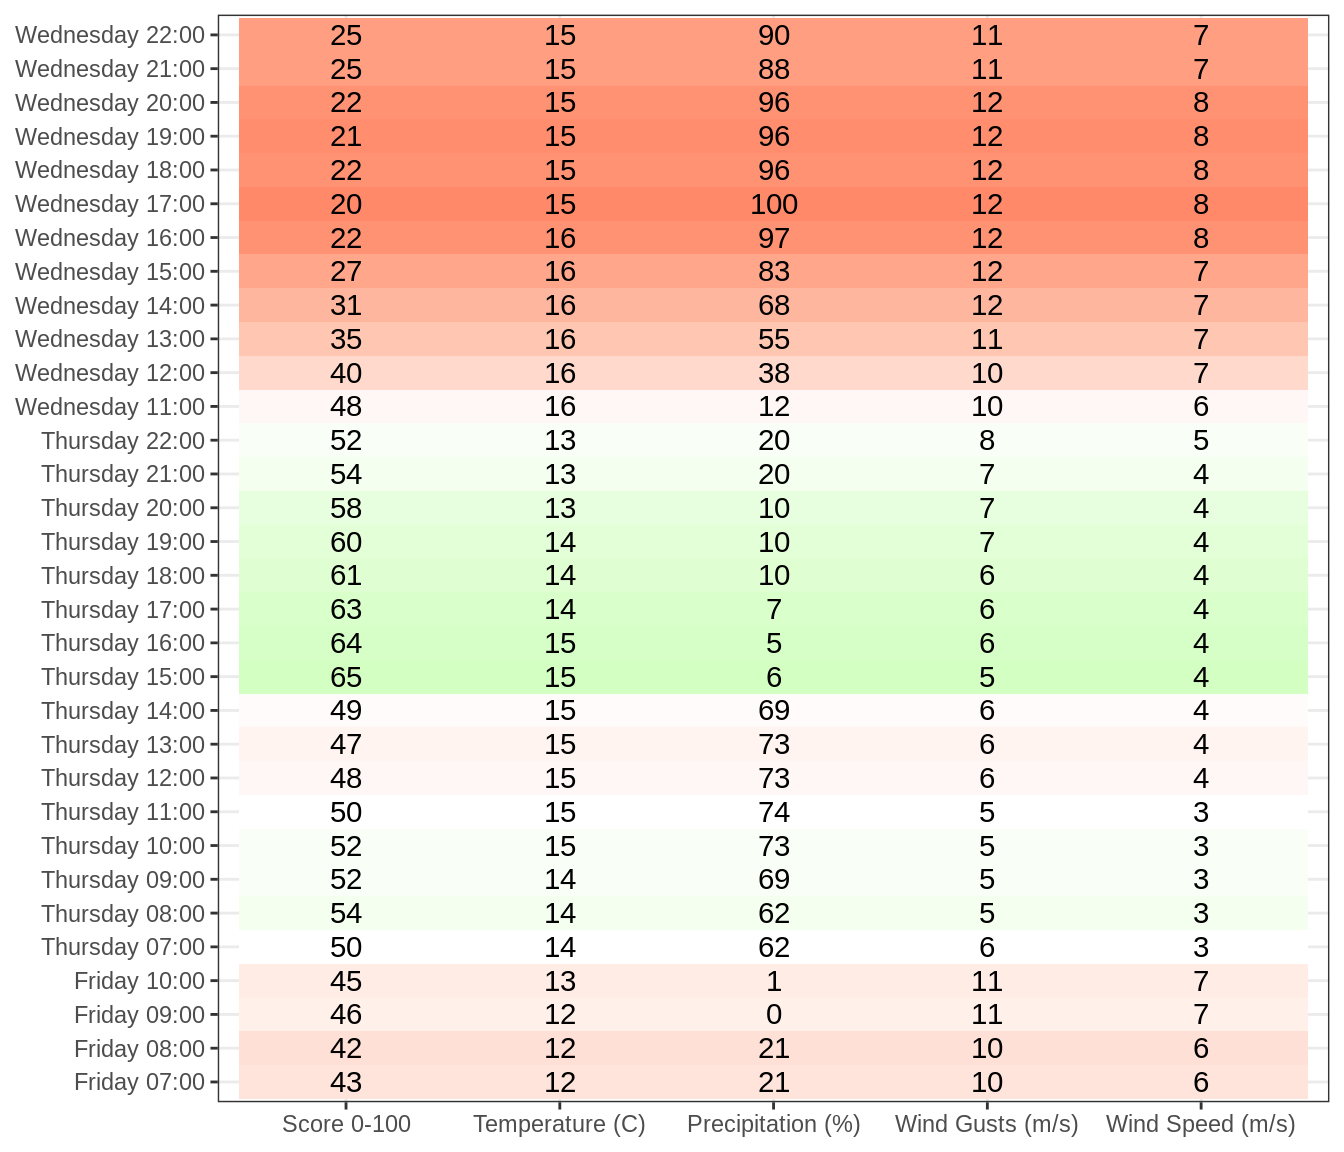 Wednesday 22:00 25 15 90 11 7
Wednesday 21:00 25 15 88 11 7
Wednesday 20:00 22 15 96 12 8
Wednesday 19:00 21 15 96 12 8
Wednesday 18:00 22 15 96 12 8
Wednesday 17:00 20 15 100 12 8
Wednesday 16:00 22 16 97 12 8
Wednesday 15:00 27 16 83 12 7
Wednesday 14:00 31 16 68 12 7
Wednesday 13:00 35 16 55 11 7
Wednesday 12:00 40 16 38 10 7
Wednesday 11:00 48 16 12 10 6
Thursday 22:00 52 13 20 8 5
Thursday 21:00 54 13 20 7 4
Thursday 20:00 58 13 10 7 4
Thursday 19:00 60 14 10 7 4
Thursday 18:00 61 14 10 6 4
Thursday 17:00 63 14 7 6 4
Thursday 16:00 64 15 5 6 4
Thursday 15:00 65 15 6 5 4
Thursday 14:00 49 15 69 6 4
Thursday 13:00 47 15 73 6 4
Thursday 12:00 48 15 73 6 4
Thursday 11:00 50 15 74 5 3
Thursday 10:00 52 15 73 5 3
Thursday 09:00 52 14 69 5 3
Thursday 08:00 54 14 62 5 3
Thursday 07:00 50 14 62 6 3
Friday 10:00 45 13 1 11 7
Friday 09:00 46 12 0 11 7
Friday 08:00 42 12 21 10 6
Friday 07:00 43 12 21 10 6
Score 0-100 Temperature (C) Precipitation (%) Wind Gusts (m/s) Wind Speed (m/s)